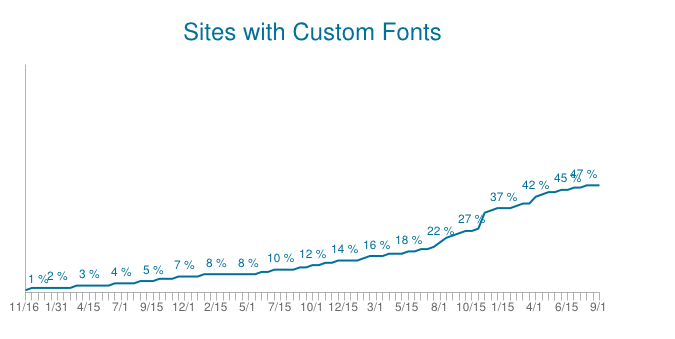 Sites with Custom Fonts
1 % 2 % 3 % 4 % 5 % 7 % 8 % 8 % 10 % 12 % 14 % 16 % 18 % 22 % 27 % 37 % 42 % 45 % 47 %
11/16 1/31 4/15 7/1 9/15 12/1 2/15 5/1 7/15 10/1 12/15 3/1 5/15 8/1 10/15 1/15 4/1 6/15 9/1